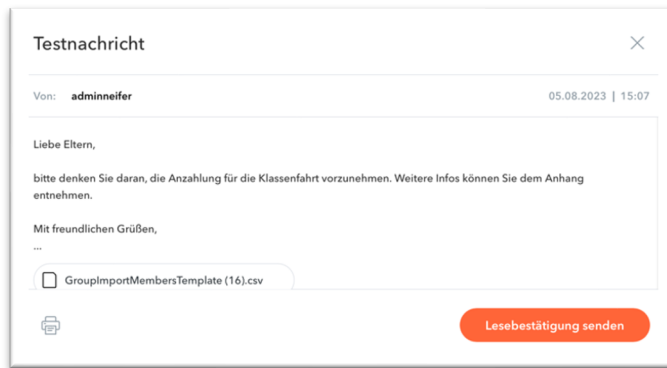 Testnachricht
Von: adminneifer 05.08.2023 | 15:07
Liebe Eltern,
bitte denken Sie daran, die Anzahlung für die Klassenfahrt vorzunehmen. Weitere Infos können Sie dem Anhang
entnehmen.
Mit freundlichen Grüßen,
...
GroupImportMembersTemplate (16).csv
Lesebestätigung senden